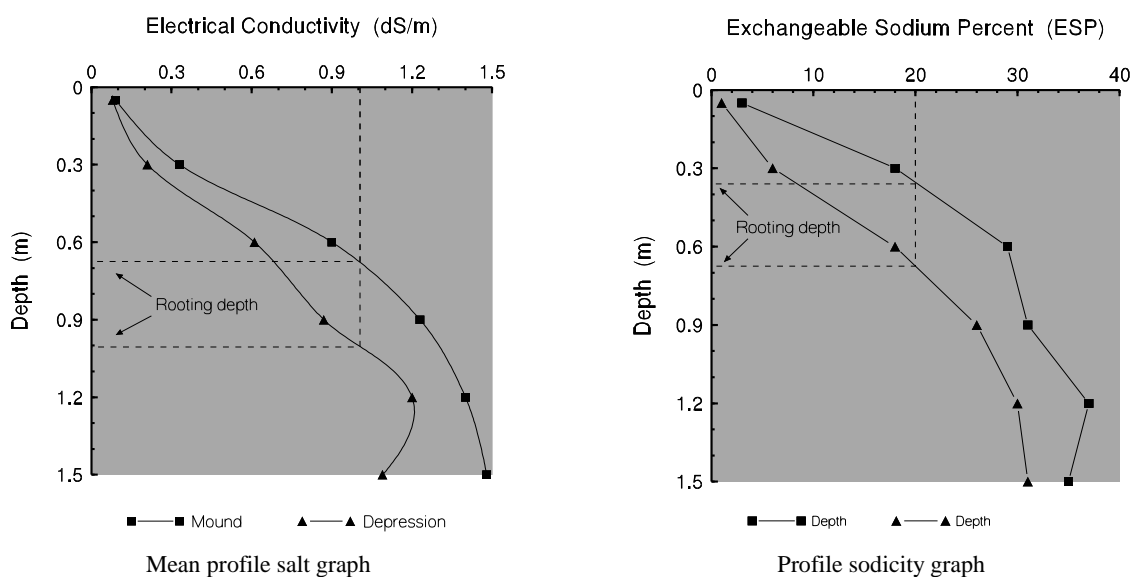 Electrical Conductivity (dS/m)
0 0.3 0.6 0.9 1.2 1.5
0
0.3
0.6
0.9
1.2
1.5
Depth (m)
Rooting depth
Mound Depression
Mean profile salt graph
Exchangeable Sodium Percent (ESP)
0 10 20 30 40
0
0.3
0.6
0.9
1.2
1.5
Depth (m)
Rooting depth
Depth Depth
Profile sodicity graph